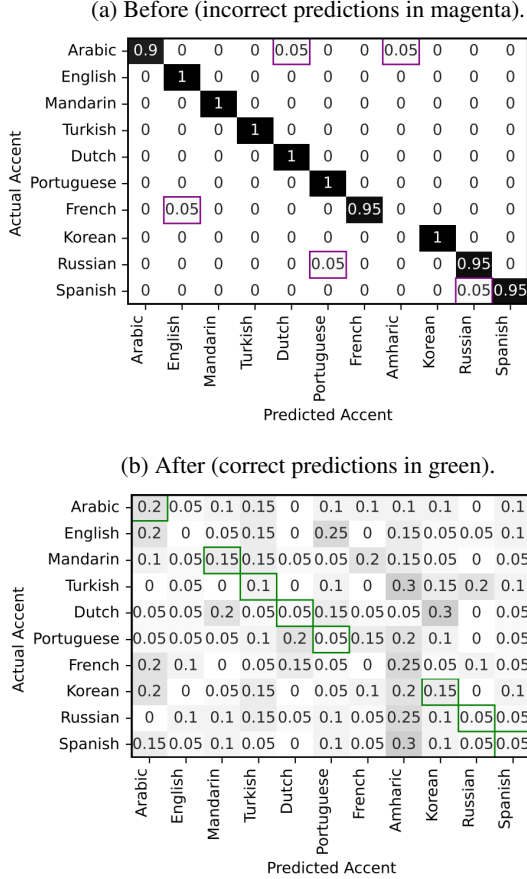 (a) Before (incorrect predictions in magenta).
Actual Accent
Arabic 0.9 0 0 0 0.05 0 0 0.05 0 0 0
English 0 1 0 0 0 0 0 0 0 0 0
Mandarin 0 0 1 0 0 0 0 0 0 0 0
Turkish 0 0 0 1 0 0 0 0 0 0 0
Dutch 0 0 0 0 1 0 0 0 0 0 0
Portuguese 0 0 0 0 0 1 0 0 0 0 0
French 0 0.05 0 0 0 0 0.95 0 0 0 0
Korean 0 0 0 0 0 0 0 0 1 0 0
Russian 0 0 0 0 0 0.05 0 0 0 0.95 0
Spanish 0 0 0 0 0 0 0 0 0 0.05 0.95
Arabic English Mandarin Turkish Dutch Portuguese French Amharic Korean Russian Spanish
Predicted Accent
(b) After (correct predictions in green).
Actual Accent
Arabic 0.2 0.05 0.1 0.15 0 0.1 0.1 0.1 0.1 0 0.1
English 0.2 0 0.05 0.15 0 0.25 0 0.15 0.05 0.05 0.1
Mandarin 0.1 0.05 0.15 0.15 0.05 0.05 0.2 0.15 0.05 0 0.05
Turkish 0 0.05 0 0.1 0 0.1 0 0.3 0.15 0.2 0.1
Dutch 0.05 0.05 0.2 0.05 0.05 0.15 0.05 0.05 0.3 0 0.05
Portuguese 0.05 0.05 0.05 0.1 0.2 0.05 0.15 0.2 0.1 0 0.05
French 0.2 0.1 0 0.05 0.15 0.05 0 0.25 0.05 0.1 0.05
Korean 0.2 0 0.05 0.15 0 0.05 0.1 0.2 0.15 0 0.1
Russian 0 0.1 0.1 0.15 0.05 0.1 0.05 0.25 0.1 0.05 0.05
Spanish 0.15 0.05 0.1 0.05 0 0.1 0.05 0.3 0.1 0.05 0.05
Arabic English Mandarin Turkish Dutch Portuguese French Amharic Korean Russian Spanish
Predicted Accent